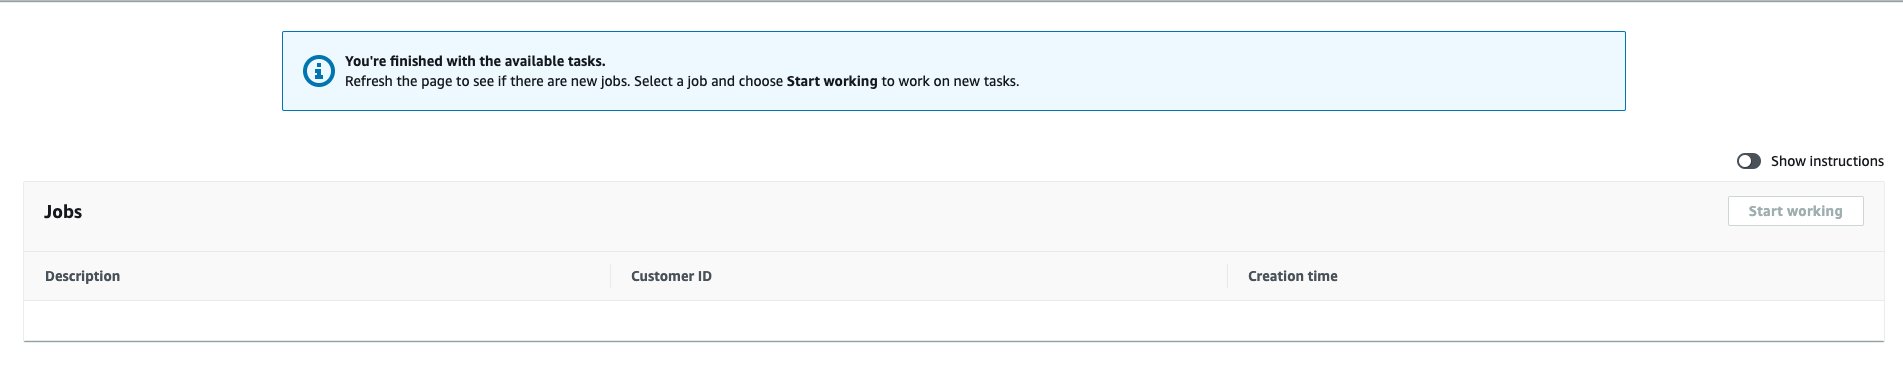 You're finished with the available tasks.
Refresh the page to see if there are new jobs. Select a job and choose Start working to work on new tasks.
Show instructions
Jobs
Start working
Description
Customer ID
Creation time